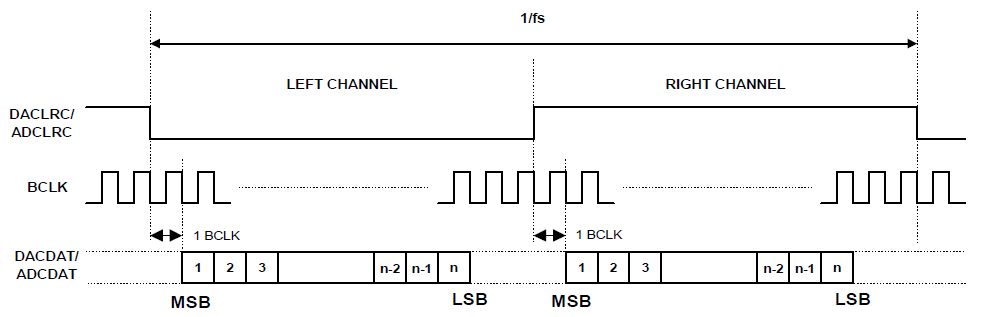 1/fs
LEFT CHANNEL
RIGHT CHANNEL
DACLRC/
ADCLRC
BCLK
1 BCLK
1 BCLK
DACDAT/
ADCDAT
1 2 3 n-2 n-1 n
1 2 3 n-2 n-1 n
MSB
LSB
MSB
LSB